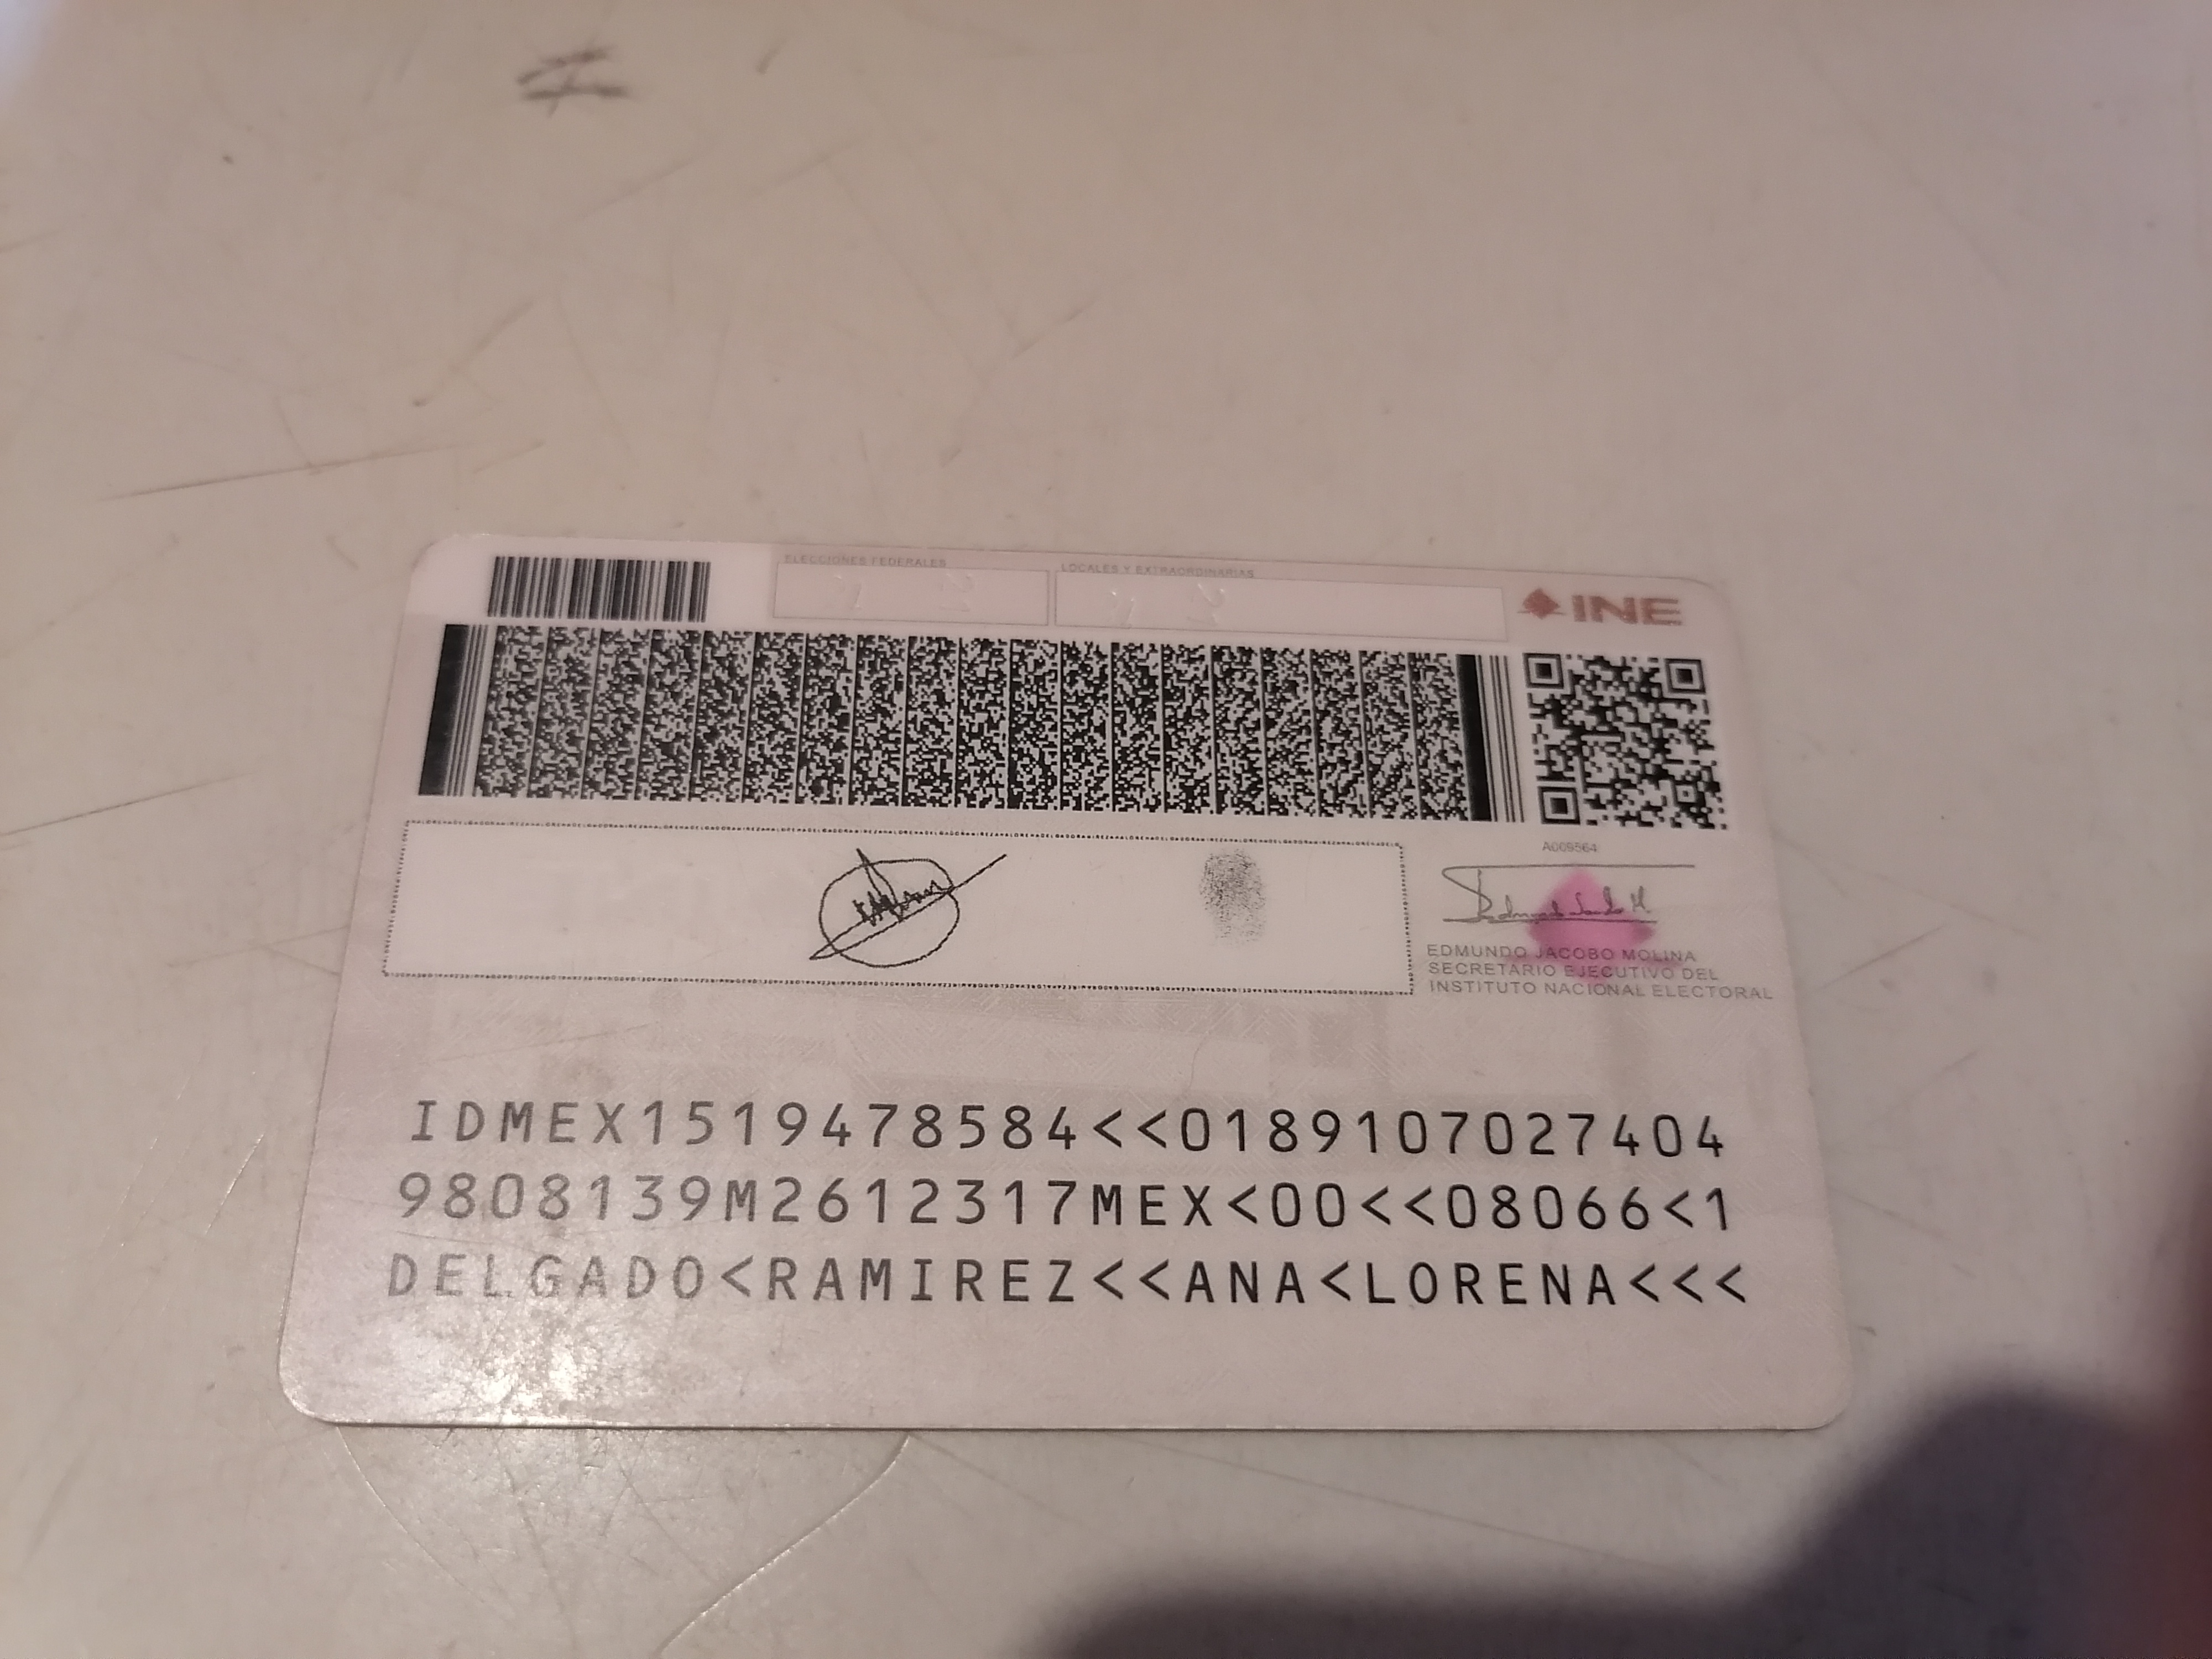 ELECCIONES FEDERALES
LOCALES Y EXTRAORDINARIAS
INE
A009564
EDMUNDO JACOBO MOLINA
SECRETARIO EJECUTIVO DEL
INSTITUTO NACIONAL ELECTORAL
IDMEX1519478584<<0189107027404
9808139M2612317MEX<00<<08066<1
DELGADO<RAMIREZ<<ANA<LORENA<<<